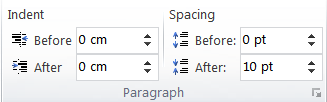 Indent Spacing
Before 0 cm Before: 0 pt
After 0 cm After: 10 pt
Paragraph